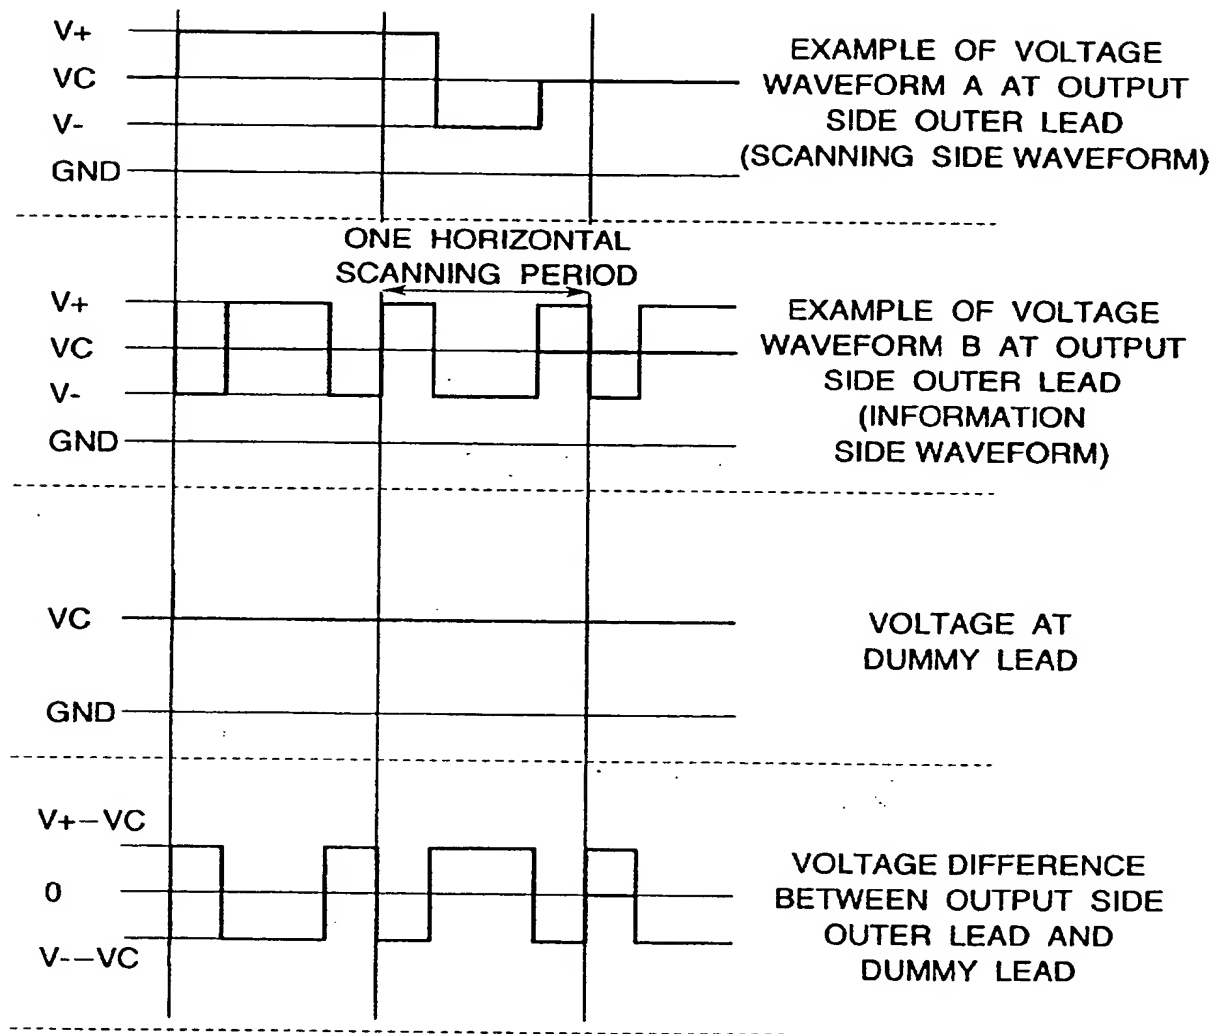 V+
VC
V-
GND
EXAMPLE OF VOLTAGE
WAVEFORM A AT OUTPUT
SIDE OUTER LEAD
(SCANNING SIDE WAVEFORM)
ONE HORIZONTAL
SCANNING PERIOD
V+
VC
V-
GND
EXAMPLE OF VOLTAGE
WAVEFORM B AT OUTPUT
SIDE OUTER LEAD
(INFORMATION
SIDE WAVEFORM)
VC
GND
VOLTAGE AT
DUMMY LEAD
V+−VC
0
V-−VC
VOLTAGE DIFFERENCE
BETWEEN OUTPUT SIDE
OUTER LEAD AND
DUMMY LEAD